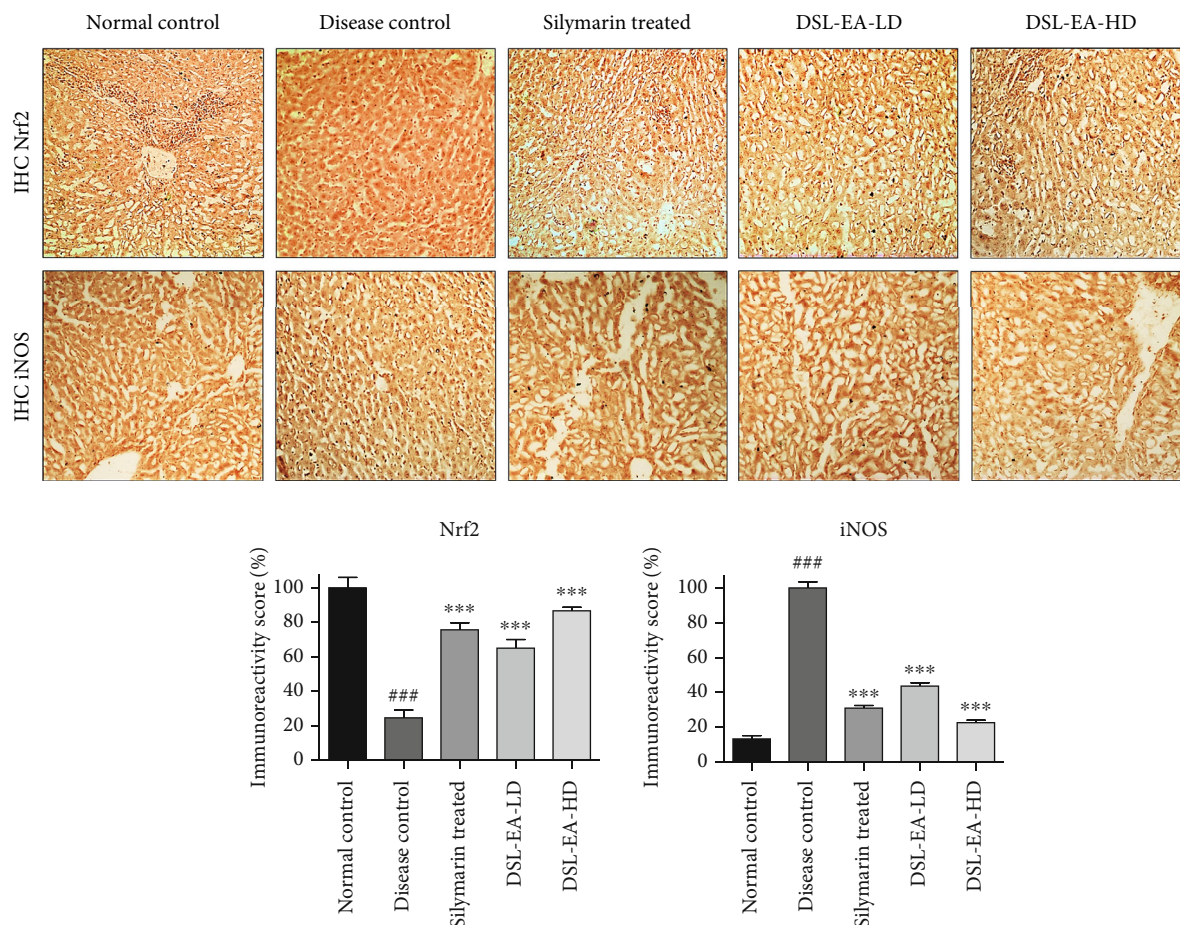 Normal control
Disease control
Silymarin treated
DSL-EA-LD
DSL-EA-HD
IHC Nrf2
IHC iNOS
Nrf2
Immunoreactivity score (%)
100
80
60
40
20
0
###
***
***
***
Normal control
Disease control
Silymarin treated
DSL-EA-LD
DSL-EA-HD
iNOS
Immunoreactivity score (%)
100
80
60
40
20
0
###
***
***
***
Normal control
Disease control
Silymarin treated
DSL-EA-LD
DSL-EA-HD